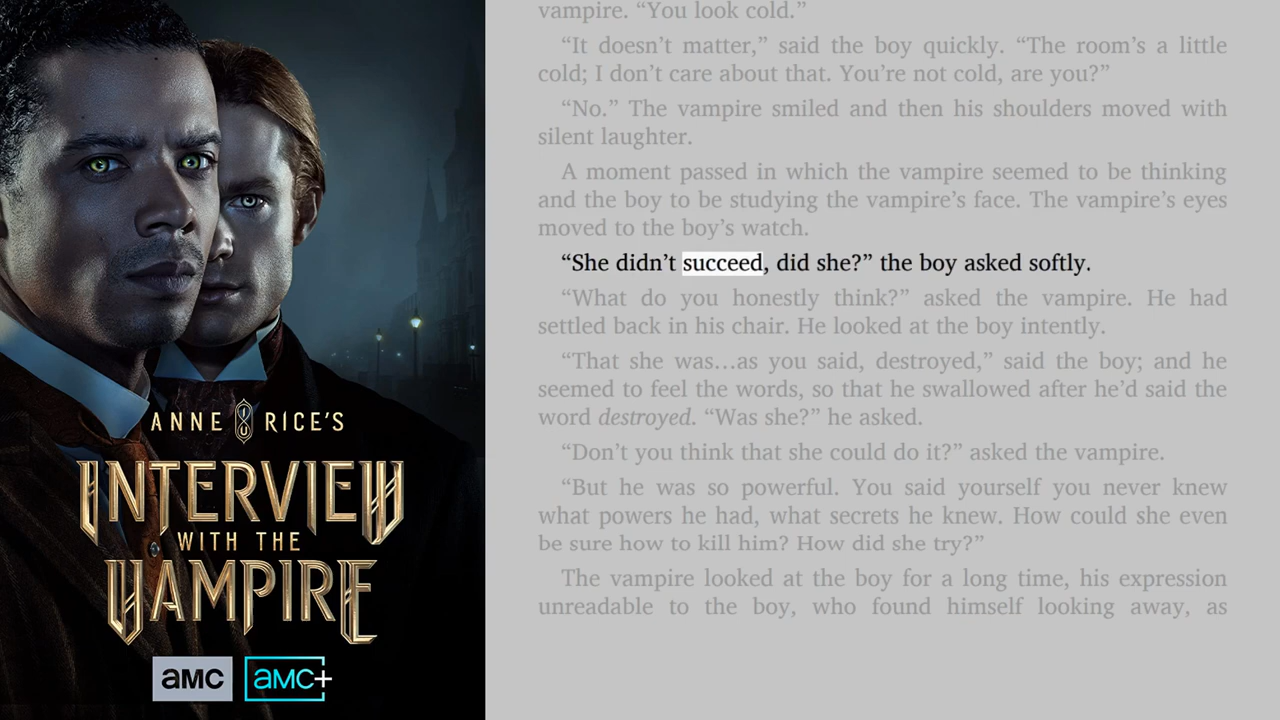 ANNE RICE'S
INTERVIEW
WITH THE
VAMPIRE
amc
amc+
vampire. “You look cold.”
“It doesn’t matter,” said the boy quickly. “The room’s a little
cold; I don’t care about that. You’re not cold, are you?”
“No.” The vampire smiled and then his shoulders moved with
silent laughter.
A moment passed in which the vampire seemed to be thinking
and the boy to be studying the vampire’s face. The vampire’s eyes
moved to the boy’s watch.
“She didn’t succeed, did she?” the boy asked softly.
“What do you honestly think?” asked the vampire. He had
settled back in his chair. He looked at the boy intently.
“That she was…as you said, destroyed,” said the boy; and he
seemed to feel the words, so that he swallowed after he’d said the
word destroyed. “Was she?” he asked.
“Don’t you think that she could do it?” asked the vampire.
“But he was so powerful. You said yourself you never knew
what powers he had, what secrets he knew. How could she even
be sure how to kill him? How did she try?”
The vampire looked at the boy for a long time, his expression
unreadable to the boy, who found himself looking away, as